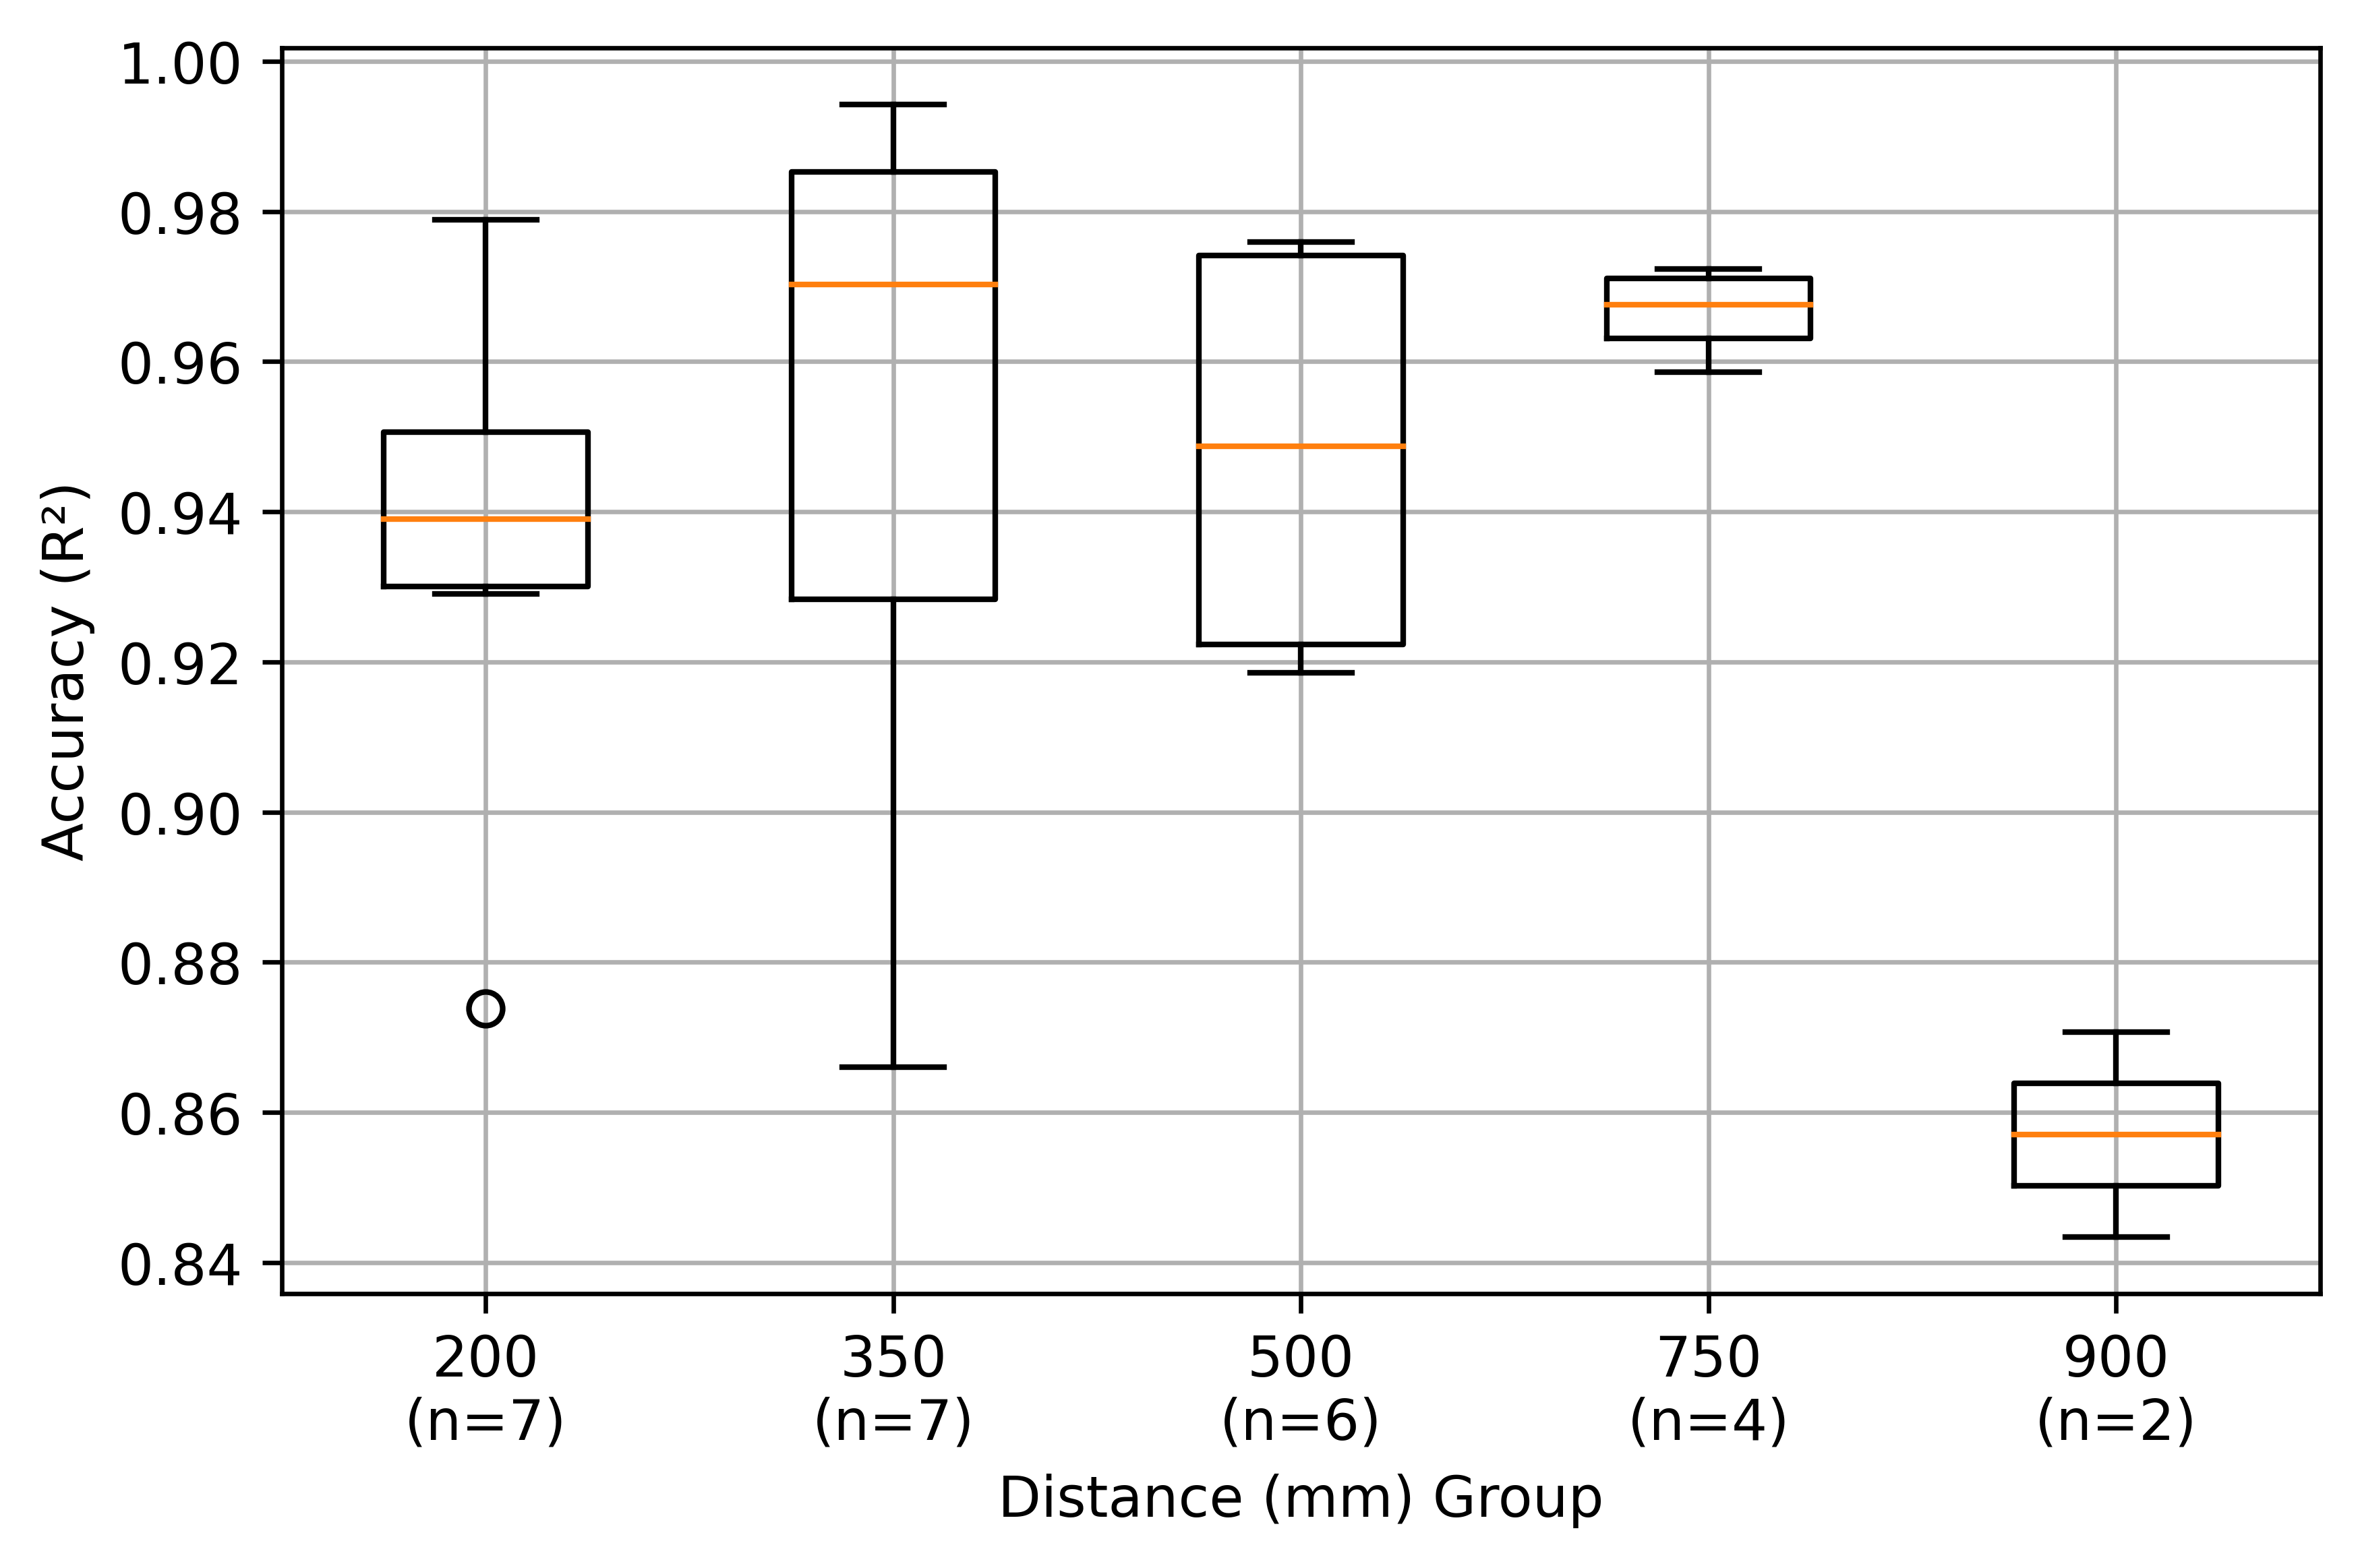 Accuracy (R²)
1.00
0.98
0.96
0.94
0.92
0.90
0.88
0.86
0.84
200 350 500 750 900
(n=7) (n=7) (n=6) (n=4) (n=2)
Distance (mm) Group